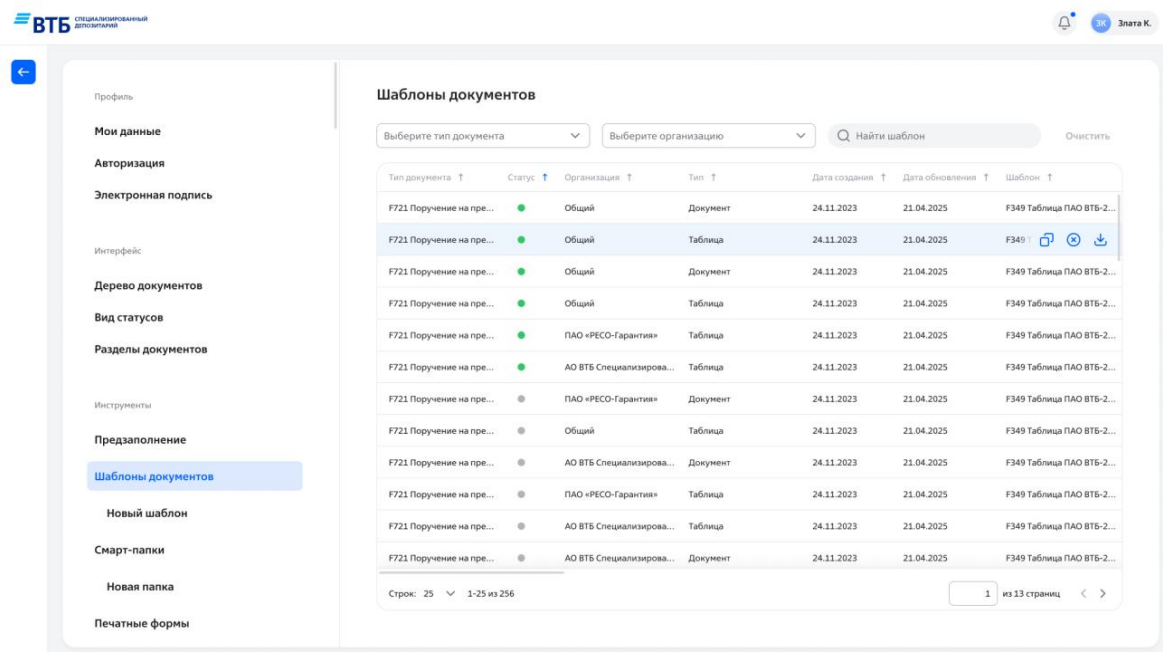 ВТБ СПЕЦИАЛИЗИРОВАННЫЙ ДЕПОЗИТАРИЙ
ЗК Злата К.
Профиль
Мои данные
Авторизация
Электронная подпись
Интерфейс
Дерево документов
Вид статусов
Разделы документов
Инструменты
Предзаполнение
Шаблоны документов
Новый шаблон
Смарт-папки
Новая папка
Печатные формы
Шаблоны документов
Выберите тип документа Выберите организацию Найти шаблон Очистить
Тип документа ↑ Статус ↑ Организация ↑ Тип ↑ Дата создания ↑ Дата обновления ↑ Шаблон ↑
F721 Поручение на пре... Общий Документ 24.11.2023 21.04.2025 F349 Таблица ПАО ВТБ-2...
F721 Поручение на пре... Общий Таблица 24.11.2023 21.04.2025 F349
F721 Поручение на пре... Общий Документ 24.11.2023 21.04.2025 F349 Таблица ПАО ВТБ-2...
F721 Поручение на пре... Общий Таблица 24.11.2023 21.04.2025 F349 Таблица ПАО ВТБ-2...
F721 Поручение на пре... ПАО «РЕСО-Гарантия» Таблица 24.11.2023 21.04.2025 F349 Таблица ПАО ВТБ-2...
F721 Поручение на пре... АО ВТБ Специализирова... Таблица 24.11.2023 21.04.2025 F349 Таблица ПАО ВТБ-2...
F721 Поручение на пре... ПАО «РЕСО-Гарантия» Документ 24.11.2023 21.04.2025 F349 Таблица ПАО ВТБ-2...
F721 Поручение на пре... Общий Таблица 24.11.2023 21.04.2025 F349 Таблица ПАО ВТБ-2...
F721 Поручение на пре... АО ВТБ Специализирова... Документ 24.11.2023 21.04.2025 F349 Таблица ПАО ВТБ-2...
F721 Поручение на пре... ПАО «РЕСО-Гарантия» Таблица 24.11.2023 21.04.2025 F349 Таблица ПАО ВТБ-2...
F721 Поручение на пре... АО ВТБ Специализирова... Таблица 24.11.2023 21.04.2025 F349 Таблица ПАО ВТБ-2...
F721 Поручение на пре... АО ВТБ Специализирова... Документ 24.11.2023 21.04.2025 F349 Таблица ПАО ВТБ-2...
Строк: 25 1-25 из 256 1 из 13 страниц